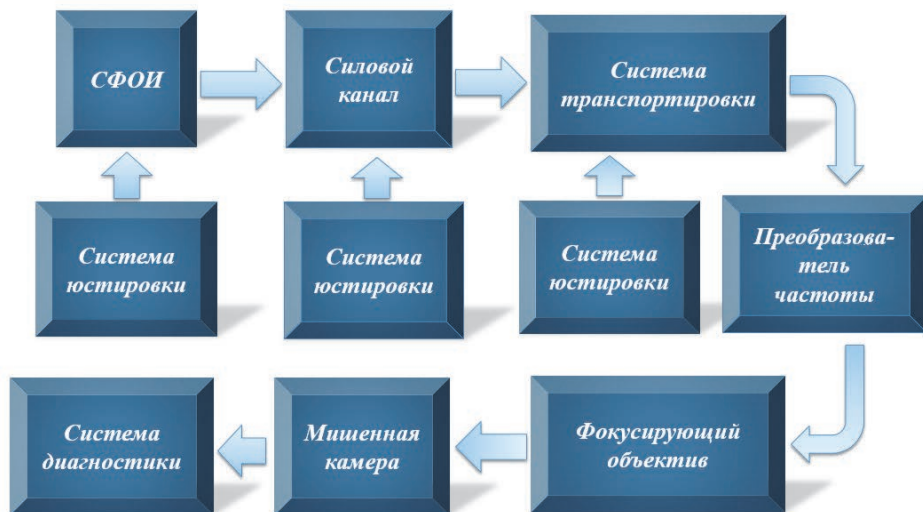 СФОИ
Силовой
канал
Система
транспортировки
Система
юстировки
Система
юстировки
Система
юстировки
Преобразова-
тель
частоты
Система
диагностики
Мишенная
камера
Фокусирующий
объектив